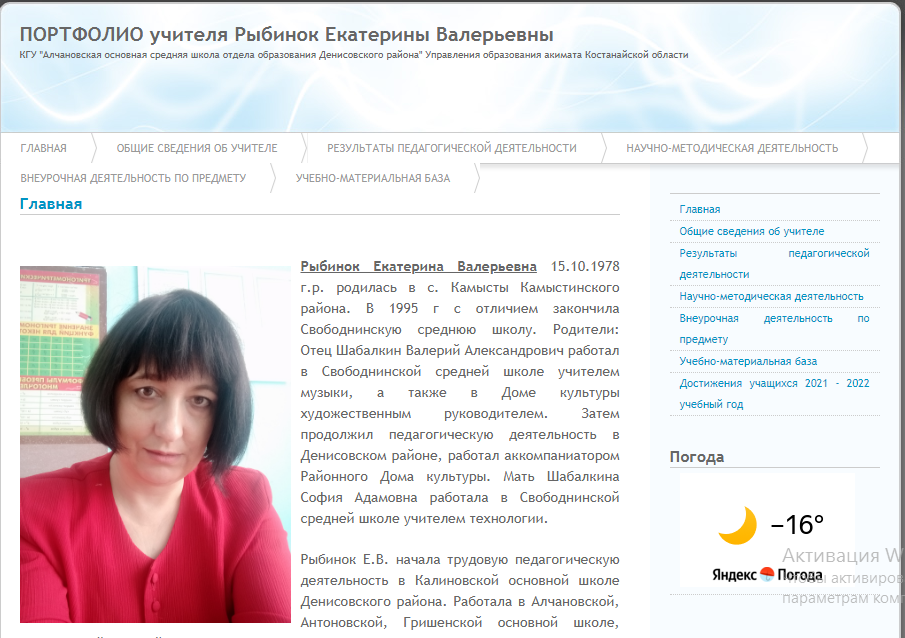 ПОРТФОЛИО учителя Рыбинок Екатерины Валерьевны
КГУ "Алчановская основная средняя школа отдела образования Денисовского района" Управления образования акимата Костанайской области
ГЛАВНАЯ
ОБЩИЕ СВЕДЕНИЯ ОБ УЧИТЕЛЕ
РЕЗУЛЬТАТЫ ПЕДАГОГИЧЕСКОЙ ДЕЯТЕЛЬНОСТИ
НАУЧНО-МЕТОДИЧЕСКАЯ ДЕЯТЕЛЬНОСТЬ
ВНЕУРОЧНАЯ ДЕЯТЕЛЬНОСТЬ ПО ПРЕДМЕТУ
УЧЕБНО-МАТЕРИАЛЬНАЯ БАЗА
Главная
Рыбинок Екатерина Валерьевна 15.10.1978
г.р. родилась в с. Камысты Камыстинского
района. В 1995 г с отличием закончила
Свободнинскую среднюю школу. Родители:
Отец Шабалкин Валерий Александрович работал
в Свободнинской средней школе учителем
музыки, а также в Доме культуры
художественным руководителем. Затем
продолжил педагогическую деятельность в
Денисовском районе, работал аккомпаниатором
Районного Дома культуры. Мать Шабалкина
София Адамовна работала в Свободнинской
средней школе учителем технологии.
Рыбинок Е.В. начала трудовую педагогическую
деятельность в Калиновской основной школе
Денисовского района. Работала в Алчановской,
Антоновской, Гришенской основной школе,
Главная
Общие сведения об учителе
Результаты педагогической
деятельности
Научно-методическая деятельность
Внеурочная деятельность по
предмету
Учебно-материальная база
Достижения учащихся 2021 - 2022
учебный год
Погода
−16°
Яндекс Погода
Активация W
чтобы активиров
параметрам ком